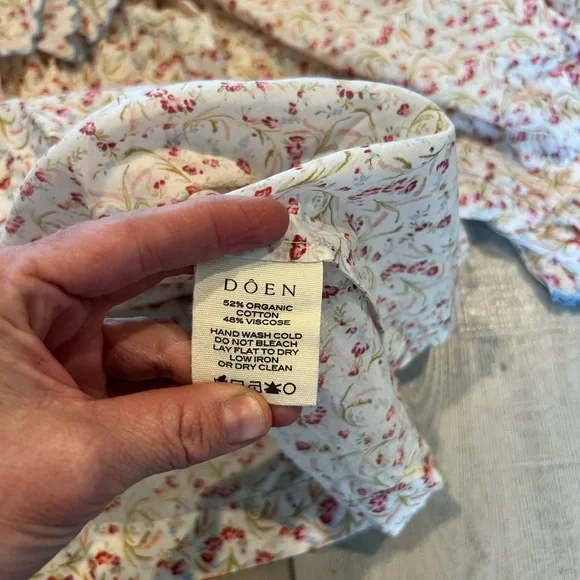 DÔEN
52% ORGANIC
COTTON
48% VISCOSE
HAND WASH COLD
DO NOT BLEACH
LAY FLAT TO DRY
LOW IRON
OR DRY CLEAN